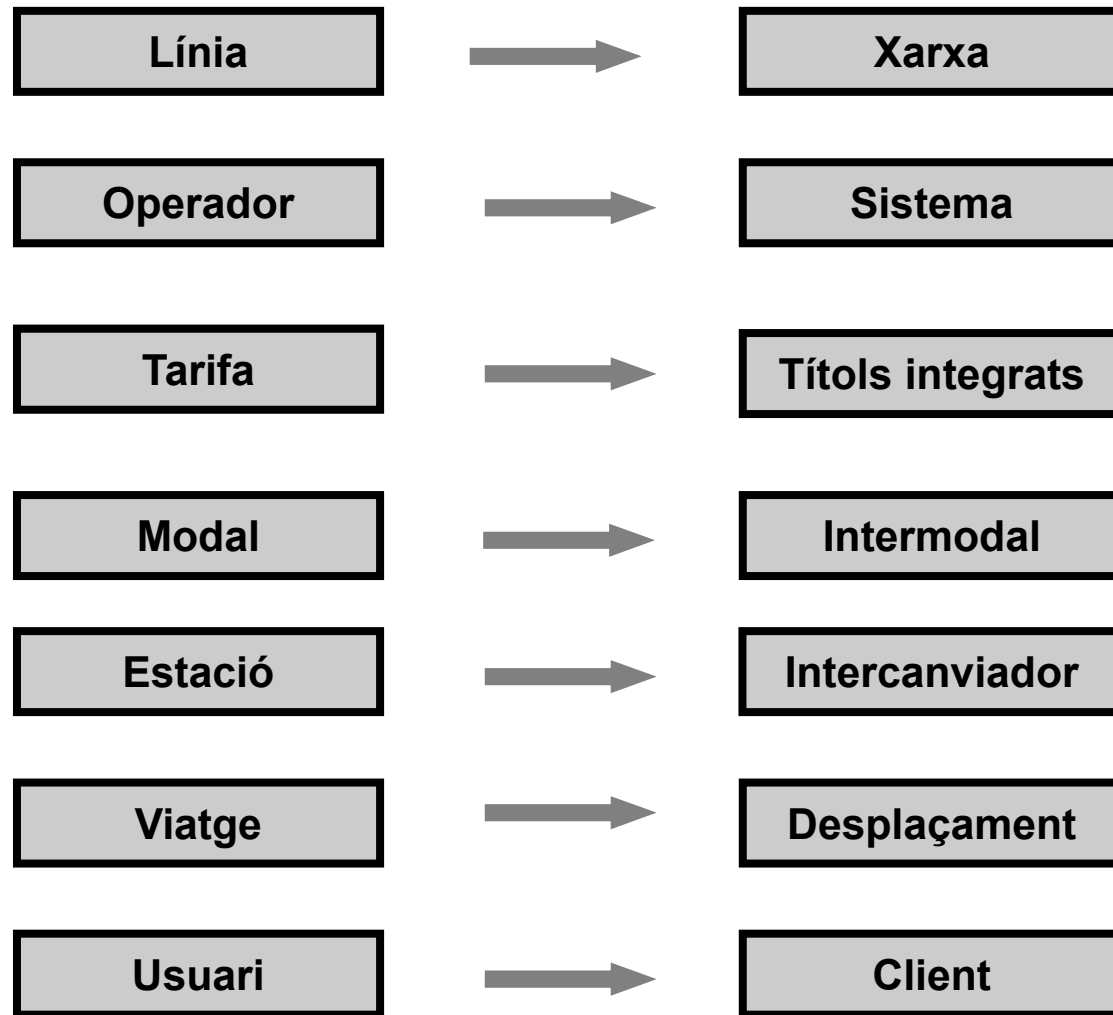 Línia
Xarxa
Operador
Sistema
Tarifa
Títols integrats
Modal
Intermodal
Estació
Intercanviador
Viatge
Desplaçament
Usuari
Client